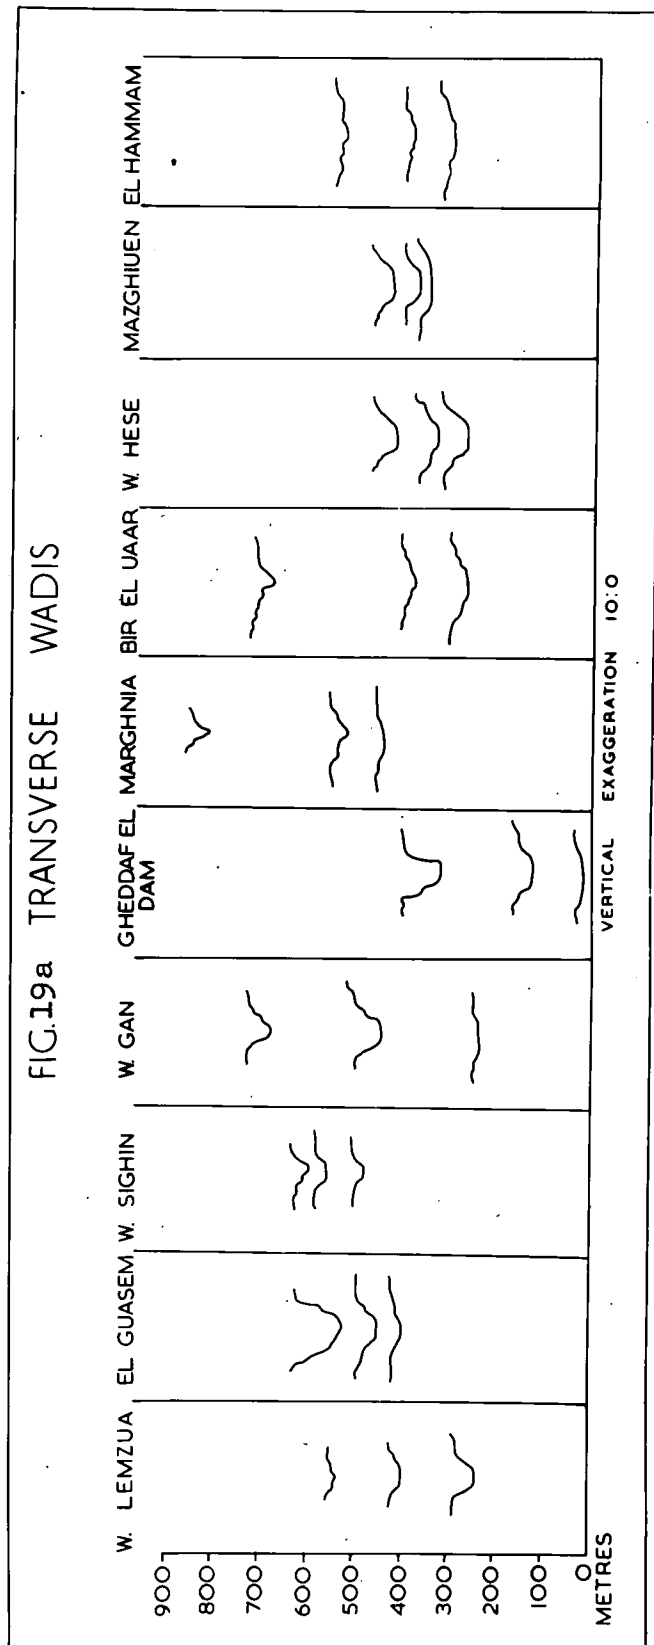 FIG.19a TRANSVERSE WADIS
W. LEMZUA
EL GUASEM
W. SIGHIN
W. GAN
GHEDDAF EL
DAM
MARGHNIA
BIR EL UAAR
W. HESE
MAZGHIUEN
EL HAMMAM
900
800
700
600
500
400
300
200
100
0
METRES
VERTICAL EXAGGERATION 10:0